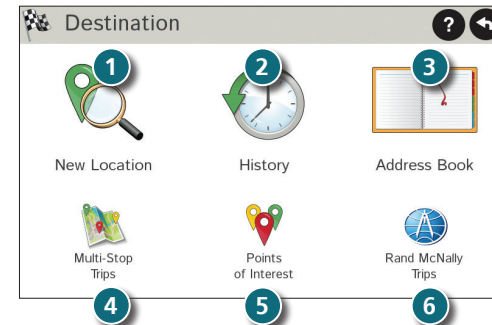 Destination ?
1 2 3
New Location History Address Book
Multi-Stop Points Rand McNally
Trips of Interest Trips
4 5 6